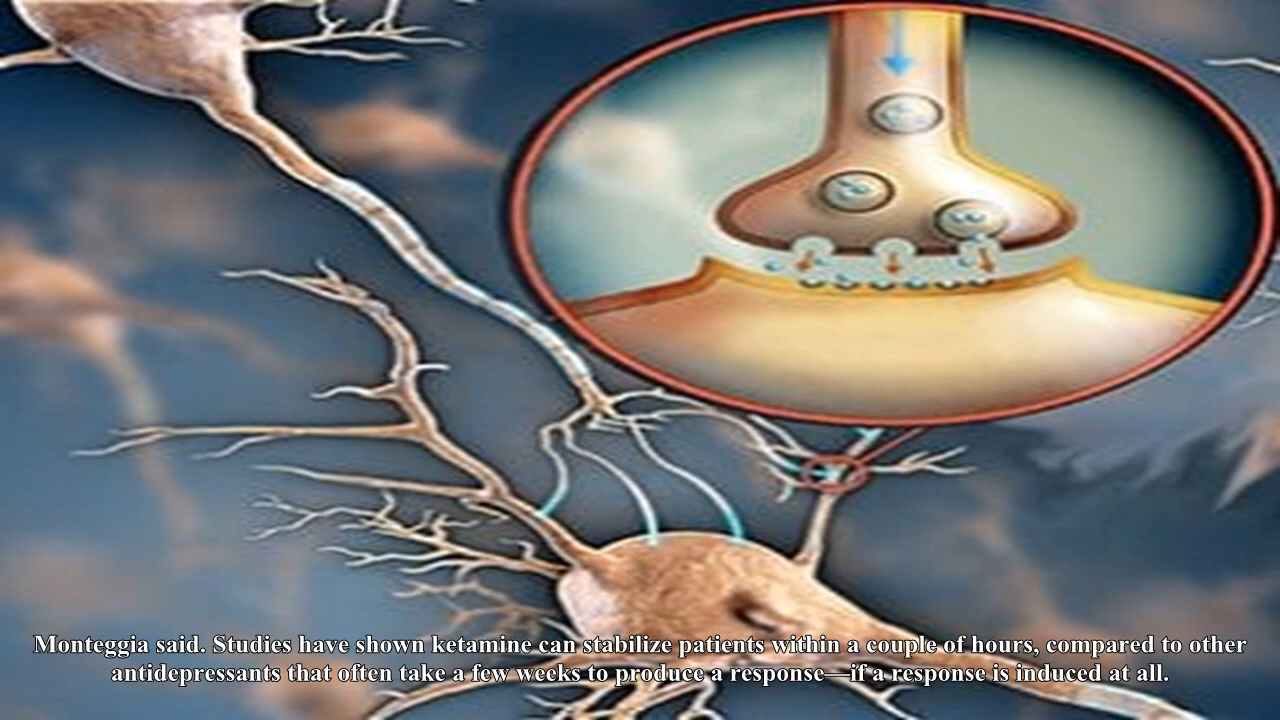 Monteggia said. Studies have shown ketamine can stabilize patients within a couple of hours, compared to other
antidepressants that often take a few weeks to produce a response—if a response is induced at all.